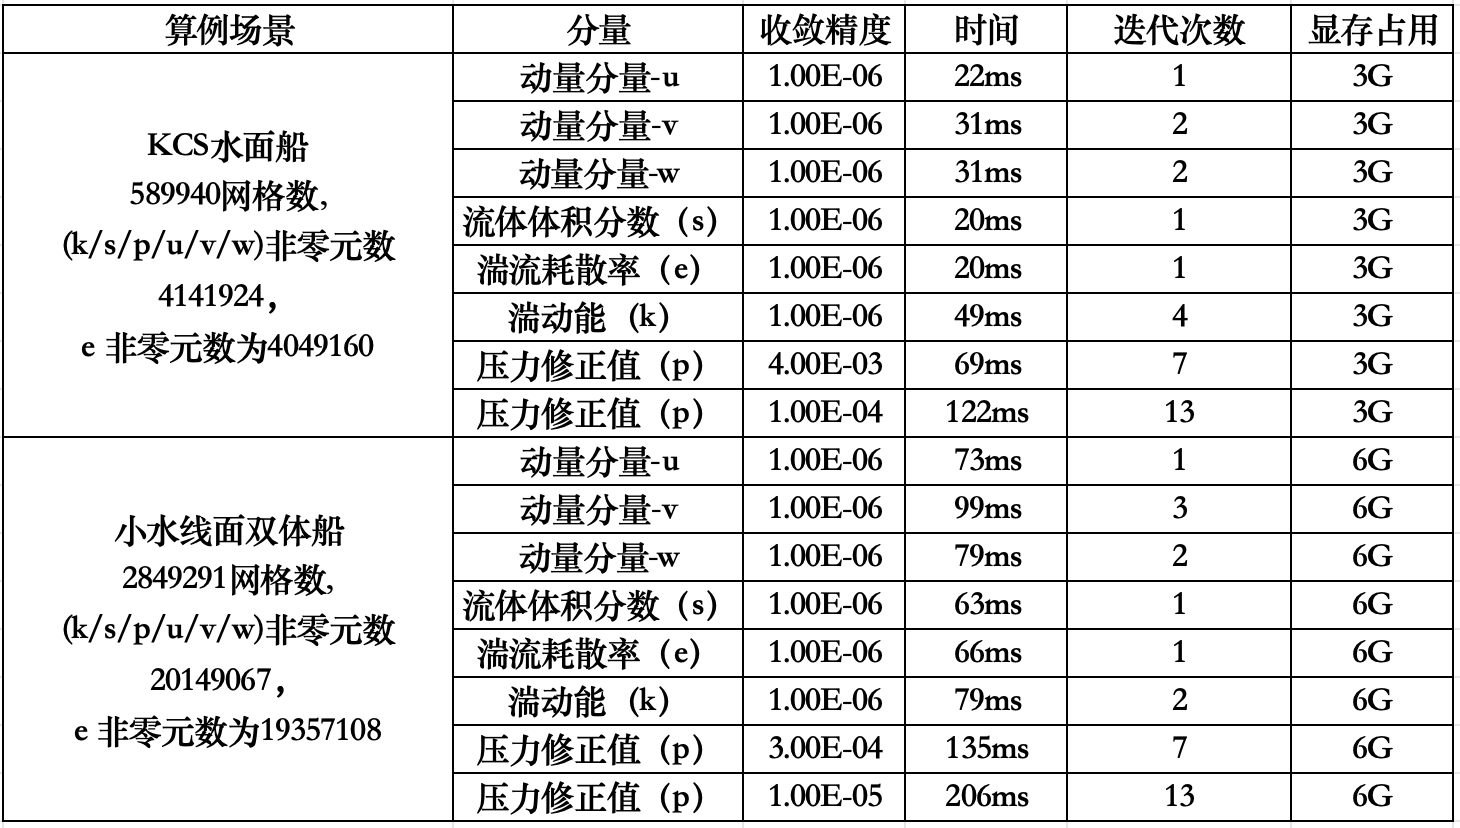 算例场景 分量 收敛精度 时间 迭代次数 显存占用
KCS水面船
589940网格数,
(k/s/p/u/v/w)非零元数
4141924，
e 非零元数为4049160
动量分量-u 1.00E-06 22ms 1 3G
动量分量-v 1.00E-06 31ms 2 3G
动量分量-w 1.00E-06 31ms 2 3G
流体体积分数（s） 1.00E-06 20ms 1 3G
湍流耗散率（e） 1.00E-06 20ms 1 3G
湍动能（k） 1.00E-06 49ms 4 3G
压力修正值（p） 4.00E-03 69ms 7 3G
压力修正值（p） 1.00E-04 122ms 13 3G
小水线面双体船
2849291网格数,
(k/s/p/u/v/w)非零元数
20149067，
e 非零元数为19357108
动量分量-u 1.00E-06 73ms 1 6G
动量分量-v 1.00E-06 99ms 3 6G
动量分量-w 1.00E-06 79ms 2 6G
流体体积分数（s） 1.00E-06 63ms 1 6G
湍流耗散率（e） 1.00E-06 66ms 1 6G
湍动能（k） 1.00E-06 79ms 2 6G
压力修正值（p） 3.00E-04 135ms 7 6G
压力修正值（p） 1.00E-05 206ms 13 6G